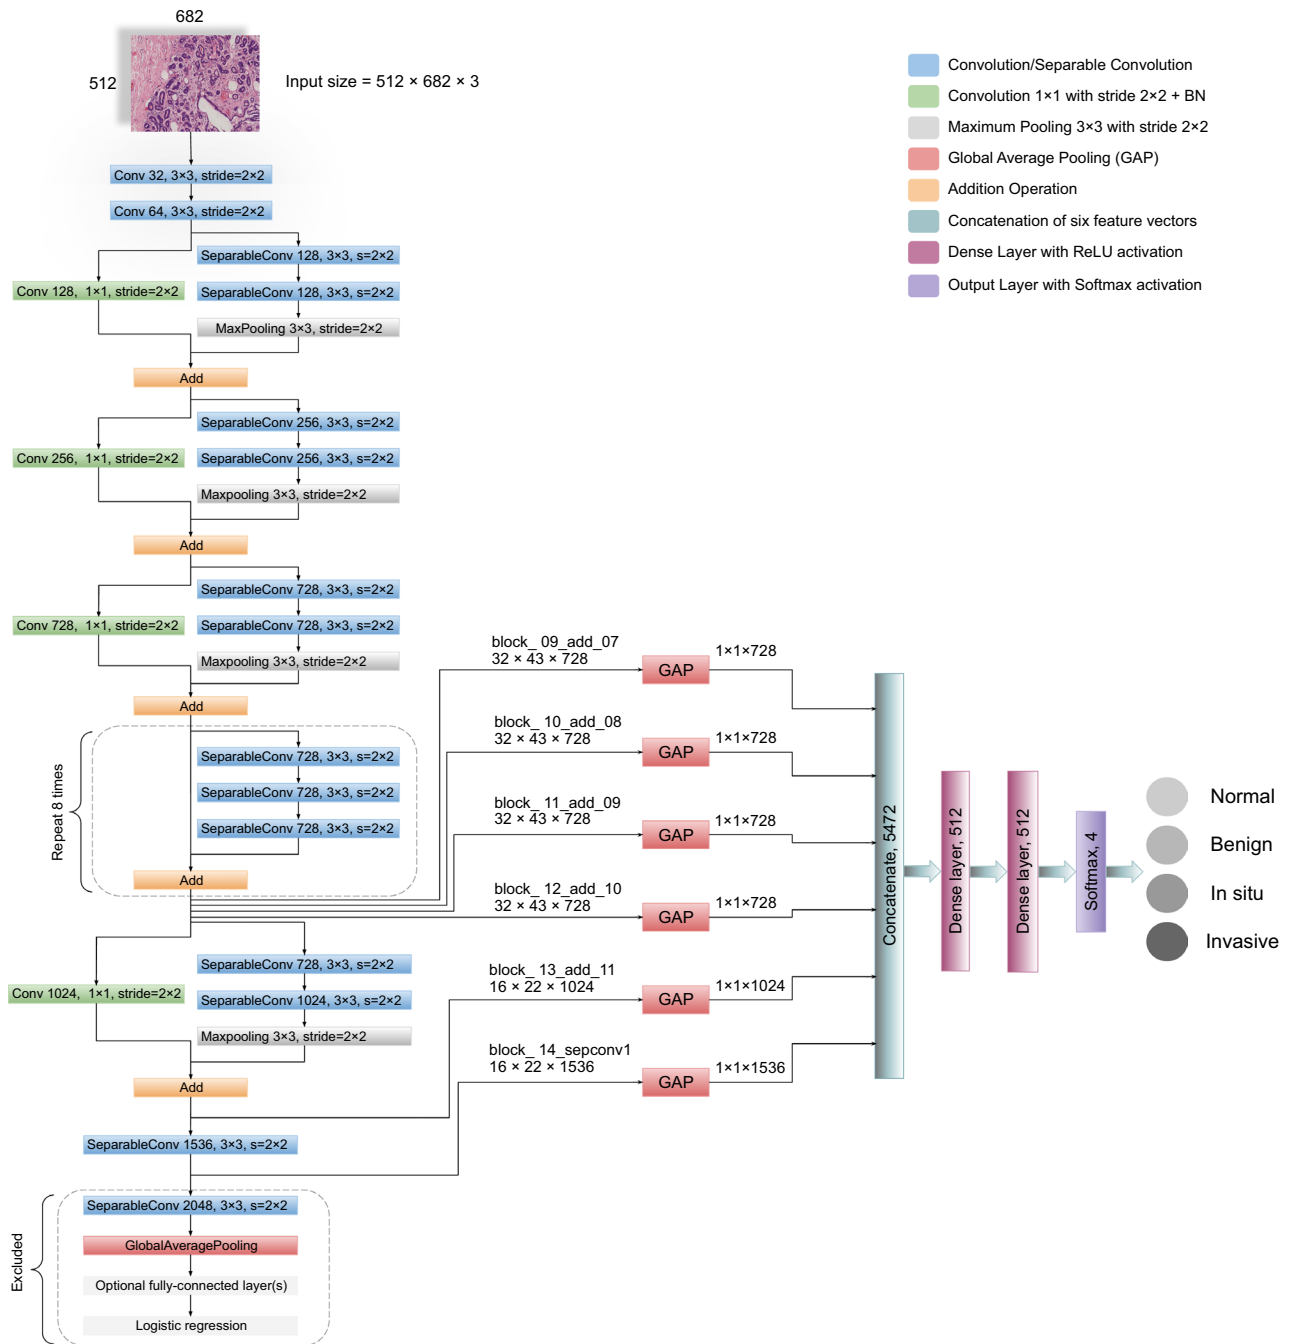 682
512
Input size = 512 × 682 × 3
Convolution/Separable Convolution
Convolution 1×1 with stride 2×2 + BN
Maximum Pooling 3×3 with stride 2×2
Global Average Pooling (GAP)
Addition Operation
Concatenation of six feature vectors
Dense Layer with ReLU activation
Output Layer with Softmax activation
Conv 32, 3×3, stride=2×2
Conv 64, 3×3, stride=2×2
SeparableConv 128, 3×3, s=2×2
Conv 128, 1×1, stride=2×2
SeparableConv 128, 3×3, s=2×2
MaxPooling 3×3, stride=2×2
Add
SeparableConv 256, 3×3, s=2×2
Conv 256, 1×1, stride=2×2
SeparableConv 256, 3×3, s=2×2
Maxpooling 3×3, stride=2×2
Add
SeparableConv 728, 3×3, s=2×2
Conv 728, 1×1, stride=2×2
SeparableConv 728, 3×3, s=2×2
Maxpooling 3×3, stride=2×2
Add
Repeat 8 times
SeparableConv 728, 3×3, s=2×2
SeparableConv 728, 3×3, s=2×2
SeparableConv 728, 3×3, s=2×2
Add
SeparableConv 728, 3×3, s=2×2
Conv 1024, 1×1, stride=2×2
SeparableConv 1024, 3×3, s=2×2
Maxpooling 3×3, stride=2×2
Add
SeparableConv 1536, 3×3, s=2×2
Excluded
SeparableConv 2048, 3×3, s=2×2
GlobalAveragePooling
Optional fully-connected layer(s)
Logistic regression
block_ 09_add_07
32 × 43 × 728
GAP
1×1×728
block_ 10_add_08
32 × 43 × 728
GAP
1×1×728
block_ 11_add_09
32 × 43 × 728
GAP
1×1×728
block_ 12_add_10
32 × 43 × 728
GAP
1×1×728
block_ 13_add_11
16 × 22 × 1024
GAP
1×1×1024
block_ 14_sepconv1
16 × 22 × 1536
GAP
1×1×1536
Concatenate, 5472
Dense layer, 512
Dense layer, 512
Softmax, 4
Normal
Benign
In situ
Invasive